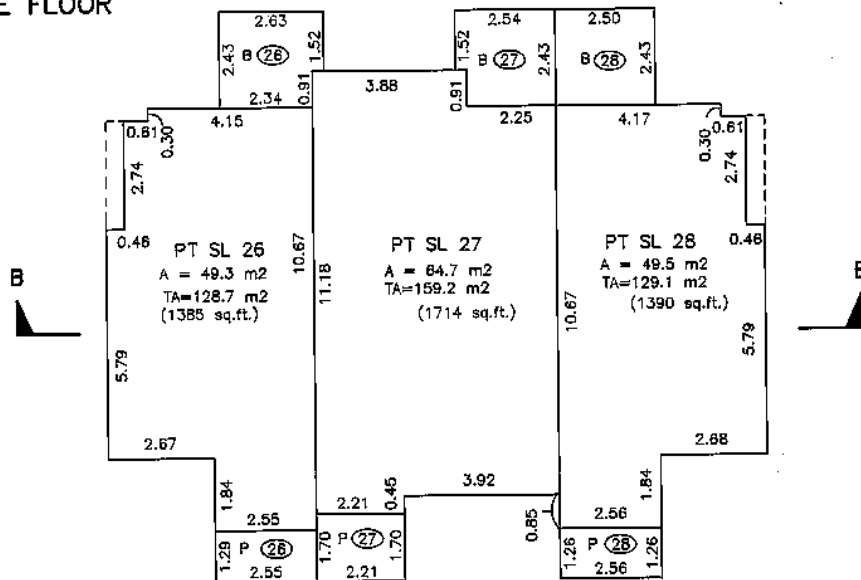 E FLOOR
2.63
2.54
2.50
2.43
B 26
1.52
1.52
B 27
2.43
B 28
2.43
2.34
0.91
3.88
0.91
2.25
4.15
4.17
0.61
0.30
0.30
0.61
2.74
2.74
0.46
0.46
PT SL 26
A = 49.3 m2
TA=128.7 m2
(1385 sq.ft.)
10.67
11.18
PT SL 27
A = 64.7 m2
TA=159.2 m2
(1714 sq.ft.)
10.67
PT SL 28
A = 49.5 m2
TA=129.1 m2
(1390 sq.ft.)
B
5.79
5.79
2.67
2.68
1.84
2.55
2.21
0.45
3.92
0.85
2.56
1.84
1.29
P 26
2.55
1.70
P 27
1.70
2.21
1.26
P 28
1.26
2.56